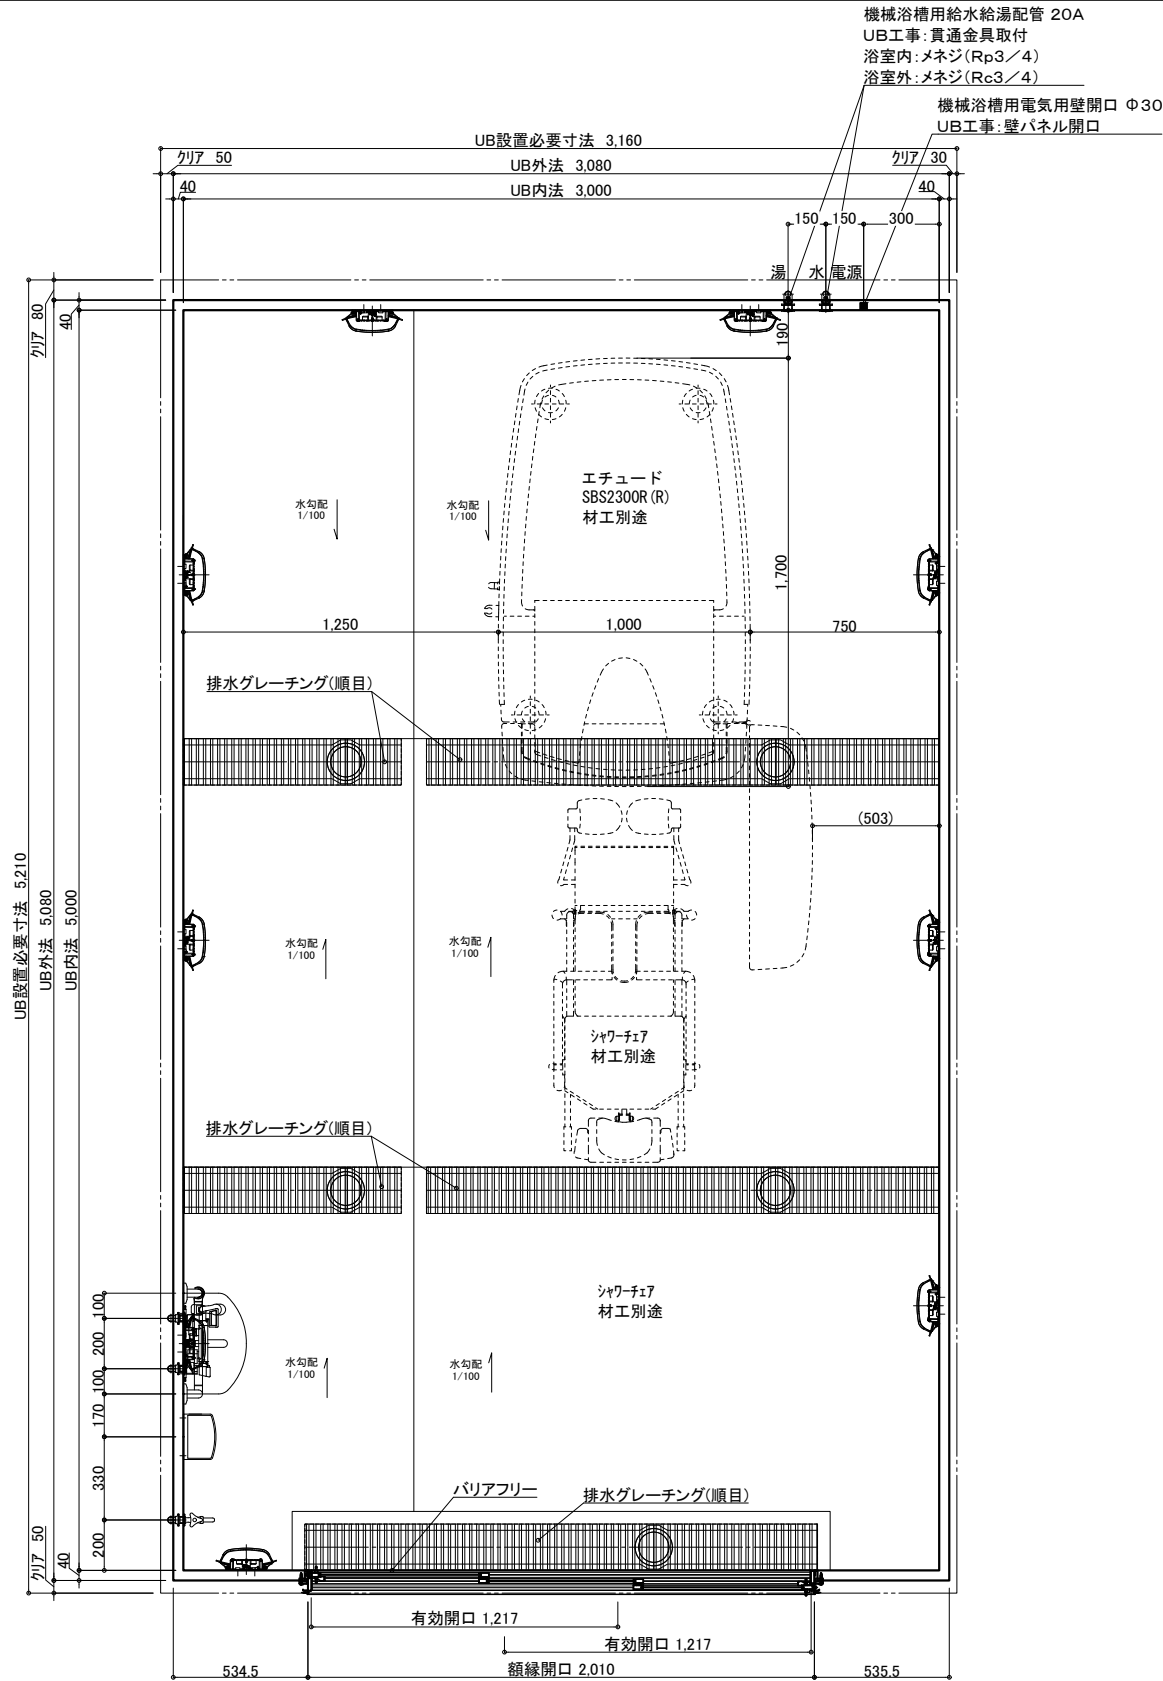 機械浴槽用給水給湯配管 20A
UB工事:貫通金具取付
浴室内:メネジ(Rp3/4)
浴室外:メネジ(Rc3/4)
機械浴槽用電気用壁開口 Φ30
UB工事:壁パネル開口
UB設置必要寸法 3,160
クリア 50
UB外法 3,080
クリア 30
40
UB内法 3,000
40
150
150
300
湯
水
電源
クリア 80
40
190
エチュード
SBS2300R(R)
材工別途
水勾配
1/100
水勾配
1/100
1,700
1,250
1,000
750
排水グレーチング(順目)
(503)
UB設置必要寸法 5,210
UB外法 5,080
UB内法 5,000
水勾配
1/100
水勾配
1/100
シャワーチェア
材工別途
排水グレーチング(順目)
シャワーチェア
材工別途
100
200
100
170
330
200
水勾配
1/100
水勾配
1/100
バリアフリー
排水グレーチング(順目)
クリア 50
40
有効開口 1,217
有効開口 1,217
534.5
額縁開口 2,010
535.5